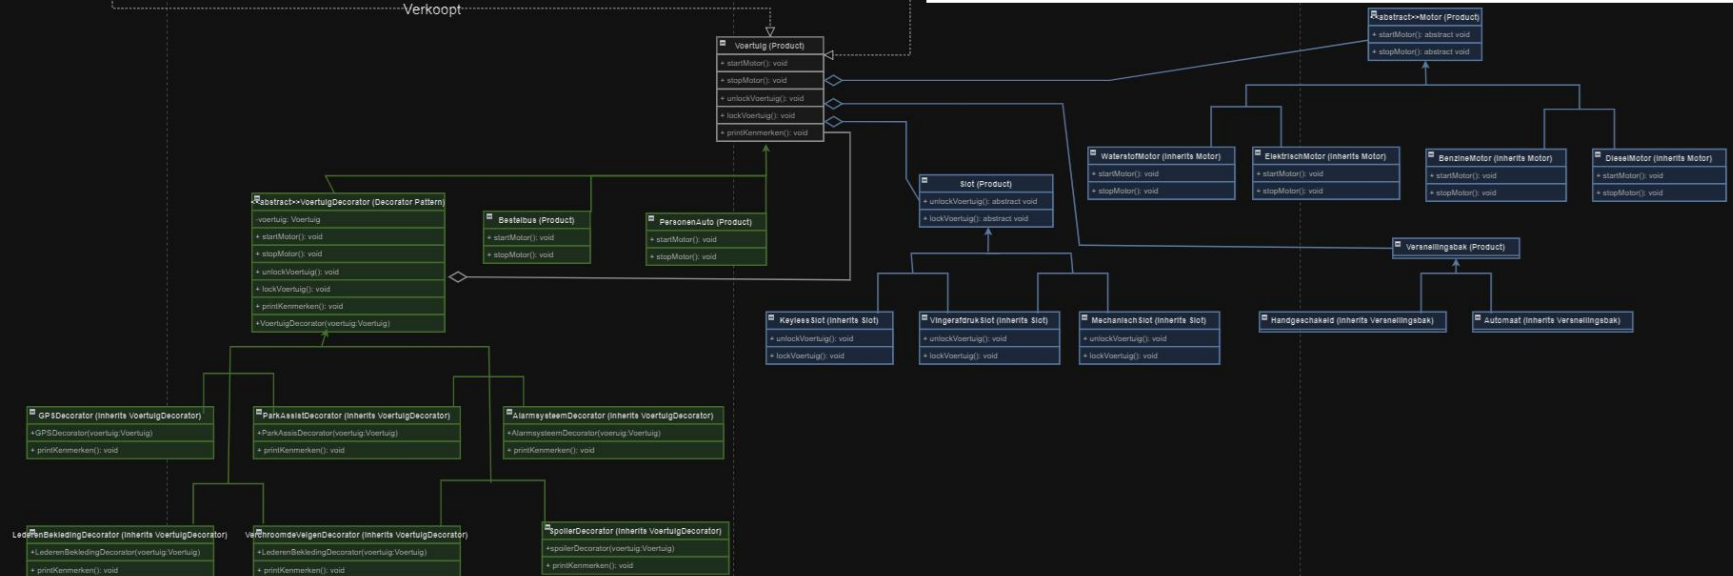 Verkoopt
<<abstract>>Motor (Product)
+ startMotor(): abstract void
+ stopMotor(): abstract void
Voertuig (Product)
+ startMotor(): void
+ stopMotor(): void
+ unlockVoertuig(): void
+ lockVoertuig(): void
+ printKenmerken(): void
WaterstofMotor (Inherits Motor)
+ startMotor(): void
+ stopMotor(): void
ElektrischMotor (Inherits Motor)
+ startMotor(): void
+ stopMotor(): void
BenzineMotor (Inherits Motor)
+ startMotor(): void
+ stopMotor(): void
DieselMotor (Inherits Motor)
+ startMotor(): void
+ stopMotor(): void
Slot (Product)
+ unlockVoertuig(): abstract void
+ lockVoertuig(): abstract void
<<abstract>>VoertuigDecorator (Decorator Pattern)
-voertuig: Voertuig
+ startMotor(): void
+ stopMotor(): void
+ unlockVoertuig(): void
+ lockVoertuig(): void
+ printKenmerken(): void
+VoertuigDecorator(voertuig:Voertuig)
Bestelbus (Product)
+ startMotor(): void
+ stopMotor(): void
PersonenAuto (Product)
+ startMotor(): void
+ stopMotor(): void
Versnellingsbak (Product)
KeylessSlot (Inherits Slot)
+ unlockVoertuig(): void
+ lockVoertuig(): void
VingerafdrukSlot (Inherits Slot)
+ unlockVoertuig(): void
+ lockVoertuig(): void
MechanischSlot (Inherits Slot)
+ unlockVoertuig(): void
+ lockVoertuig(): void
Handgeschakeld (Inherits Versnellingsbak)
Automaat (Inherits Versnellingsbak)
GPSDecorator (Inherits VoertuigDecorator)
+GPSDecorator(voertuig:Voertuig)
+ printKenmerken(): void
ParkAssistDecorator (Inherits VoertuigDecorator)
+ParkAssisDecorator(voertuig:Voertuig)
+ printKenmerken(): void
AlarmsysteemDecorator (Inherits VoertuigDecorator)
+AlarmsysteemDecorator(voeruig:Voertuig)
+ printKenmerken(): void
LederenBekledingDecorator (Inherits VoertuigDecorator)
+LederenBekledingDecorator(voertuig:Voertuig)
+ printKenmerken(): void
VerchroomdeVelgenDecorator (Inherits VoertuigDecorator)
+LederenBekledingDecorator(voertuig:Voertuig)
+ printKenmerken(): void
SpoilerDecorator (Inherits VoertuigDecorator)
+spoilerDecorator(voertuig:Voertuig)
+ printKenmerken(): void